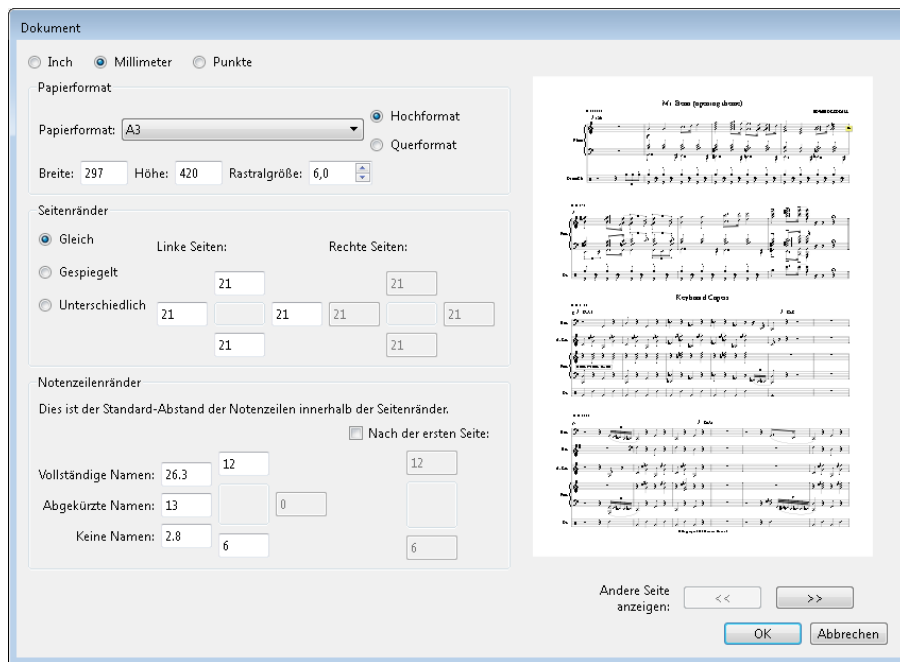 Dokument
Inch Millimeter Punkte
Papierformat
Papierformat: A3
Hochformat
Querformat
Breite: 297 Höhe: 420 Rastralgröße: 6,0
Seitenränder
Gleich
Linke Seiten: Rechte Seiten:
Gespiegelt
21 21
Unterschiedlich
21 21 21 21
21 21
Notenzeilenränder
Dies ist der Standard-Abstand der Notenzeilen innerhalb der Seitenränder.
Nach der ersten Seite:
12 12
Vollständige Namen: 26.3
Abgekürzte Namen: 13 0
Keine Namen: 2.8
6 6
Keyboard Capers
Andere Seite
anzeigen: << >>
OK Abbrechen